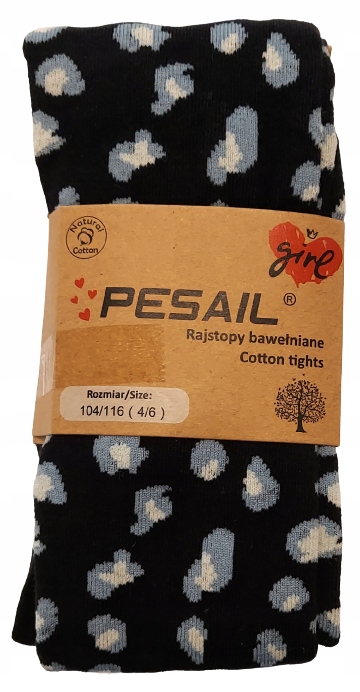 Natural
Cotton
girl
PESAIL ®
Rajstopy bawełniane
Cotton tights
Rozmiar/Size:
104/116 ( 4/6 )